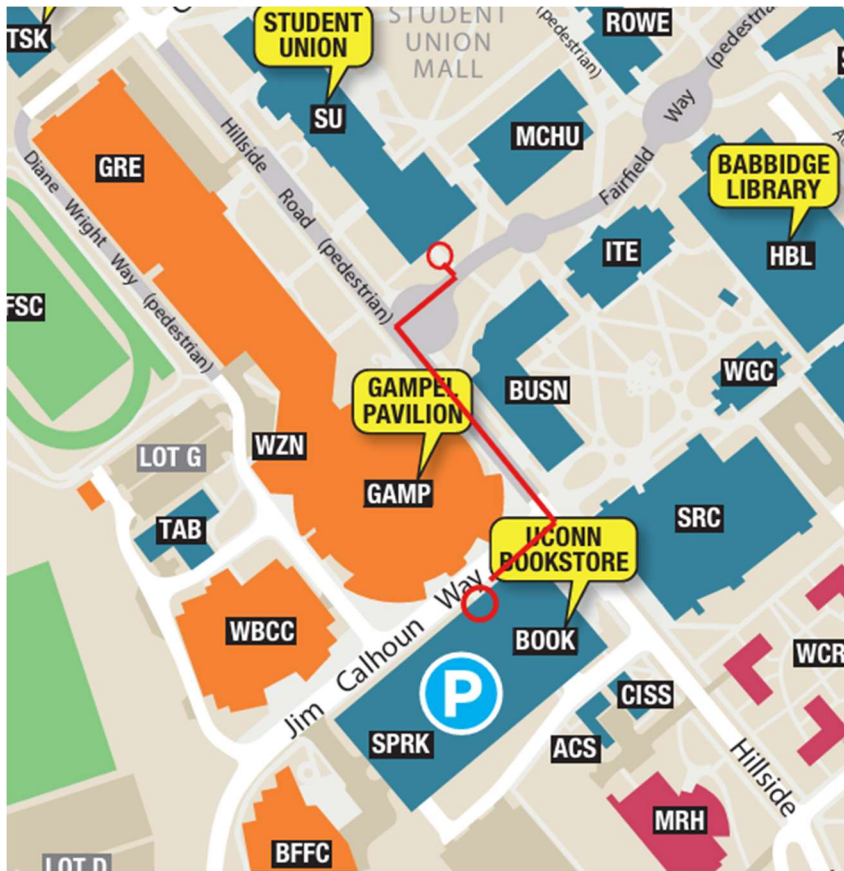 TSK
STUDENT
UNION
STUDENT
UNION
MALL
(pedestrian)
ROWE
Way (pedestria
SU
MCHU
GRE
Hillside Road (pedestrian)
Fairfield
BABBIDGE
LIBRARY
Diane Wright Way (pedestrian)
ITE
HBL
FSC
GAMPEL
PAVILION
BUSN
WGC
LOT G
WZN
GAMP
SRC
TAB
UCONN
BOOKSTORE
Jim Calhoun Way
WBCC
BOOK
WCR
P
CISS
SPRK
ACS
Hillside
MRH
BFFC
LOT D